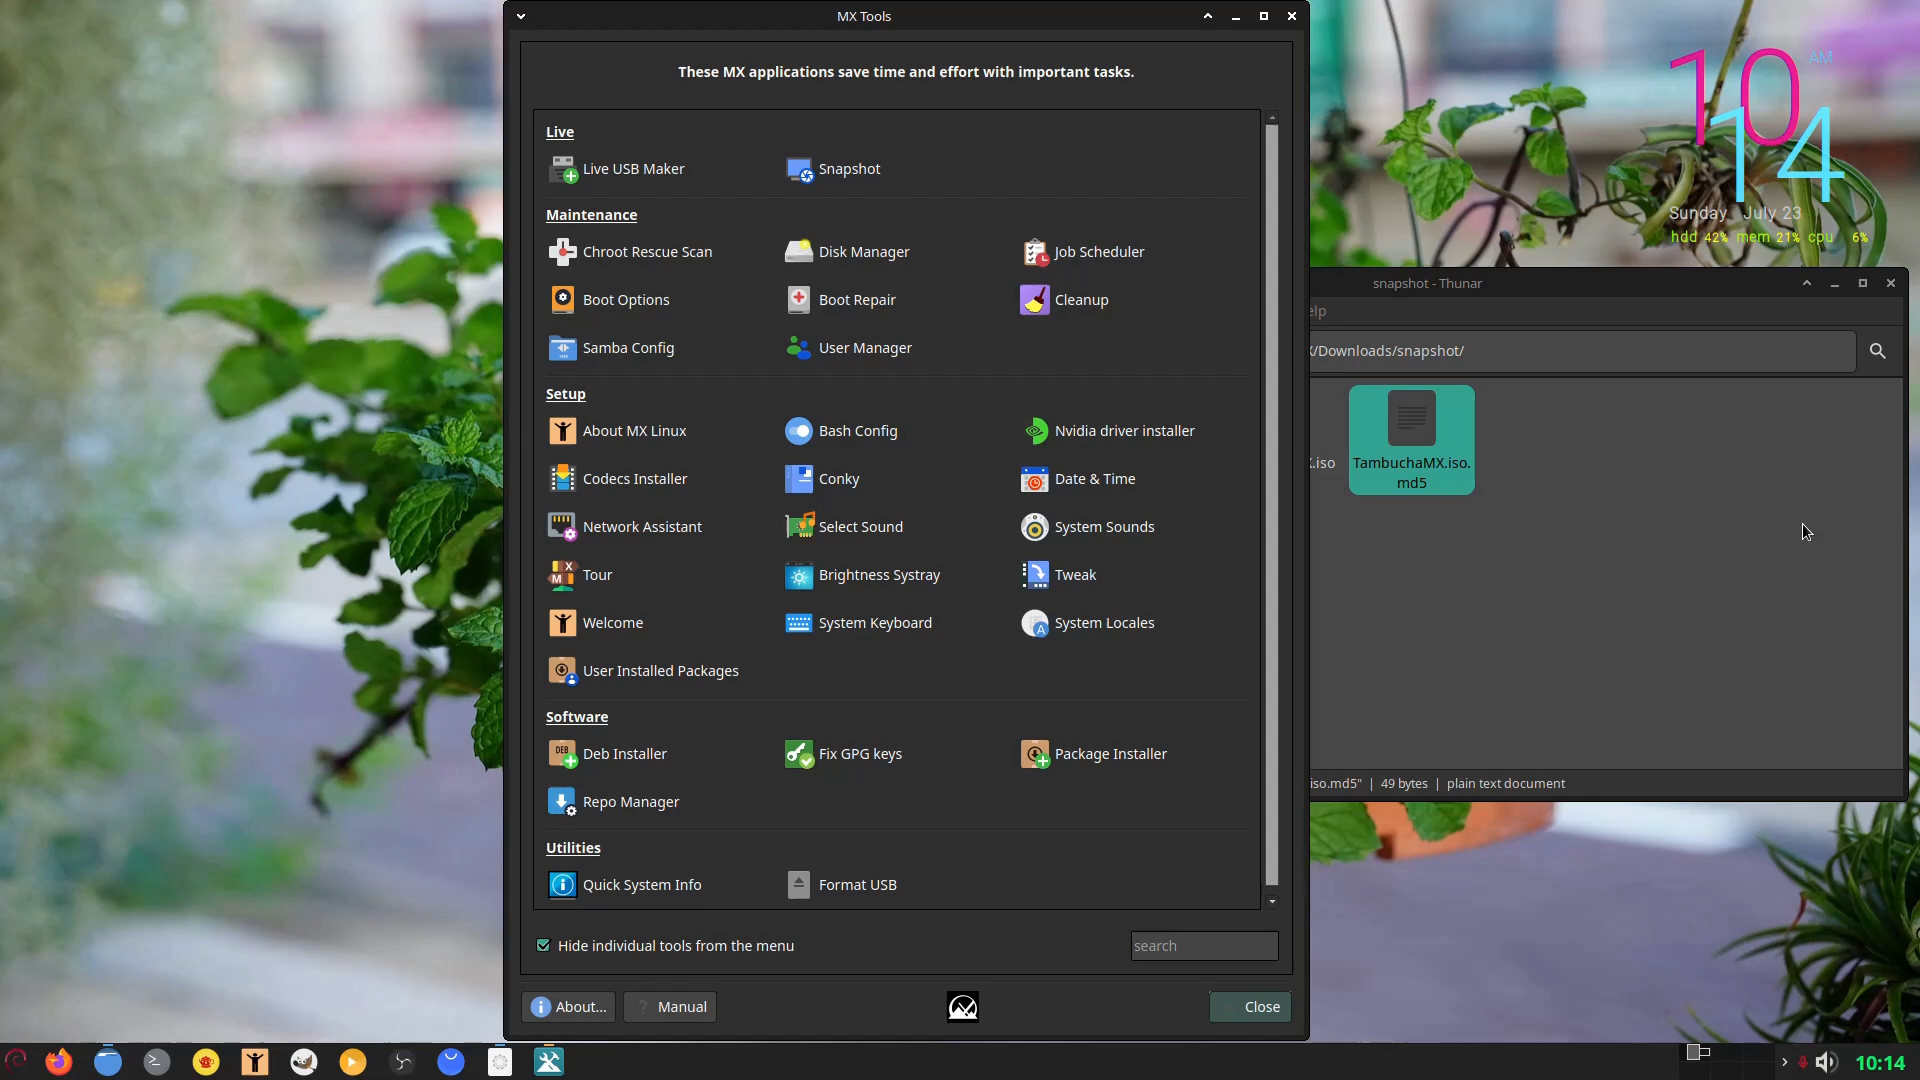 MX Tools
These MX applications save time and effort with important tasks.
Live
Live USB Maker
Snapshot
Maintenance
Chroot Rescue Scan
Disk Manager
Job Scheduler
Boot Options
Boot Repair
Cleanup
Samba Config
User Manager
Setup
About MX Linux
Bash Config
Nvidia driver installer
Codecs Installer
Conky
Date & Time
Network Assistant
Select Sound
System Sounds
Tour
Brightness Systray
Tweak
Welcome
System Keyboard
System Locales
User Installed Packages
Software
Deb Installer
Fix GPG keys
Package Installer
Repo Manager
Utilities
Quick System Info
Format USB
Hide individual tools from the menu
search
About...
? Manual
Close
10 AM
14
Sunday July 23
hdd 42% mem 21% cpu 6%
snapshot - Thunar
elp
X/Downloads/snapshot/
X.iso
TambuchaMX.iso.
md5
iso.md5" | 49 bytes | plain text document
10:14